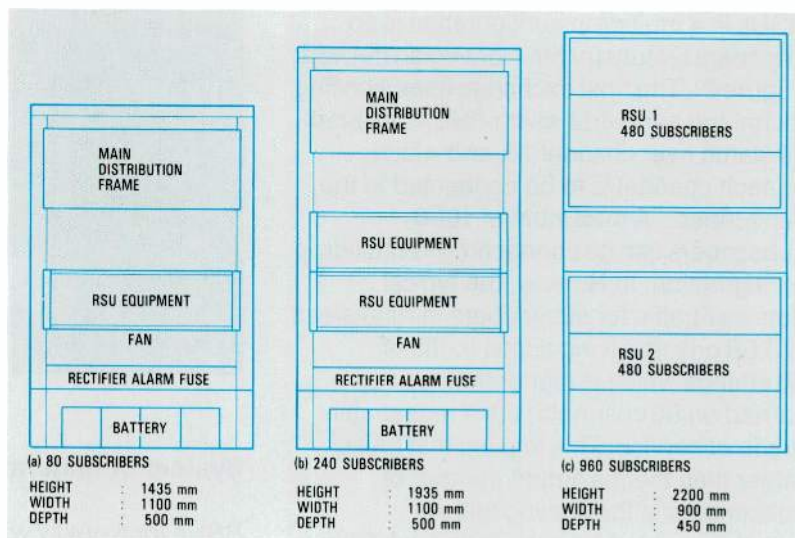 MAIN
DISTRIBUTION
FRAME
RSU EQUIPMENT
FAN
RECTIFIER ALARM FUSE
BATTERY
(a) 80 SUBSCRIBERS
HEIGHT : 1435 mm
WIDTH : 1100 mm
DEPTH : 500 mm
MAIN
DISTRIBUTION
FRAME
RSU EQUIPMENT
RSU EQUIPMENT
FAN
RECTIFIER ALARM FUSE
BATTERY
(b) 240 SUBSCRIBERS
HEIGHT : 1935 mm
WIDTH : 1100 mm
DEPTH : 500 mm
RSU 1
480 SUBSCRIBERS
RSU 2
480 SUBSCRIBERS
(c) 960 SUBSCRIBERS
HEIGHT : 2200 mm
WIDTH : 900 mm
DEPTH : 450 mm